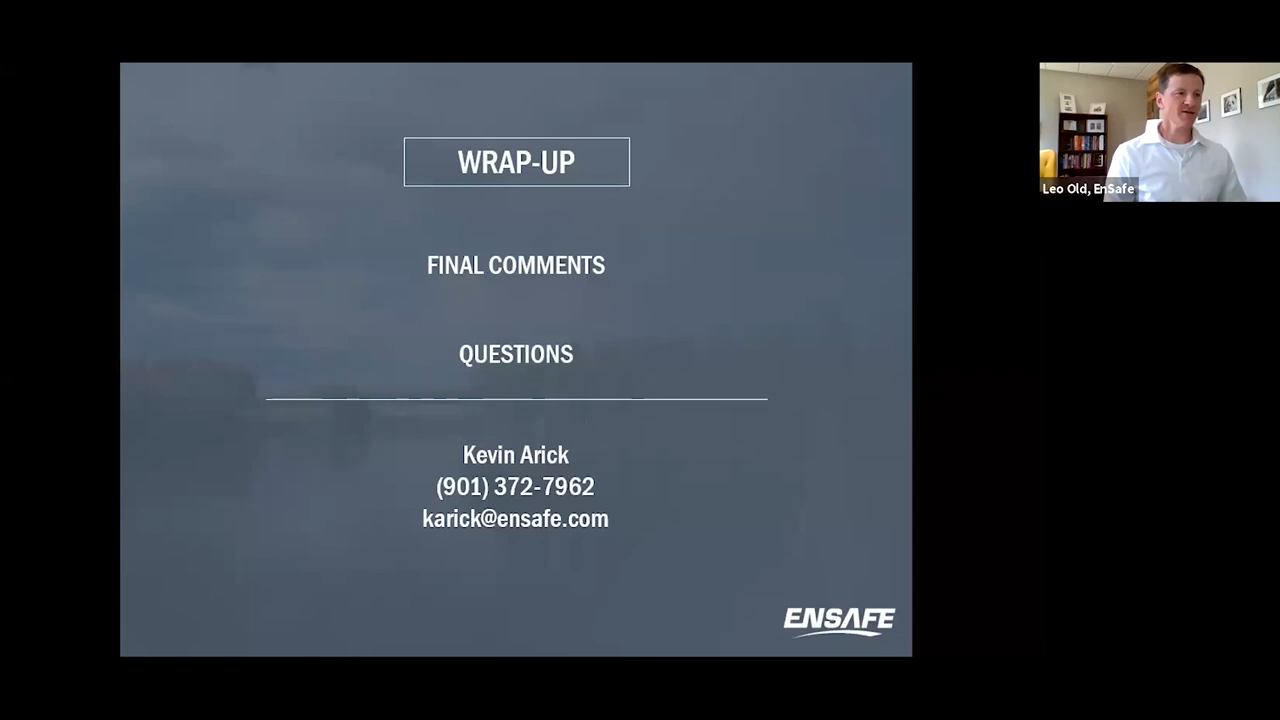 WRAP-UP
FINAL COMMENTS
QUESTIONS
Kevin Arick
(901) 372-7962
karick@ensafe.com
ENSAFE
Leo Old, EnSafe